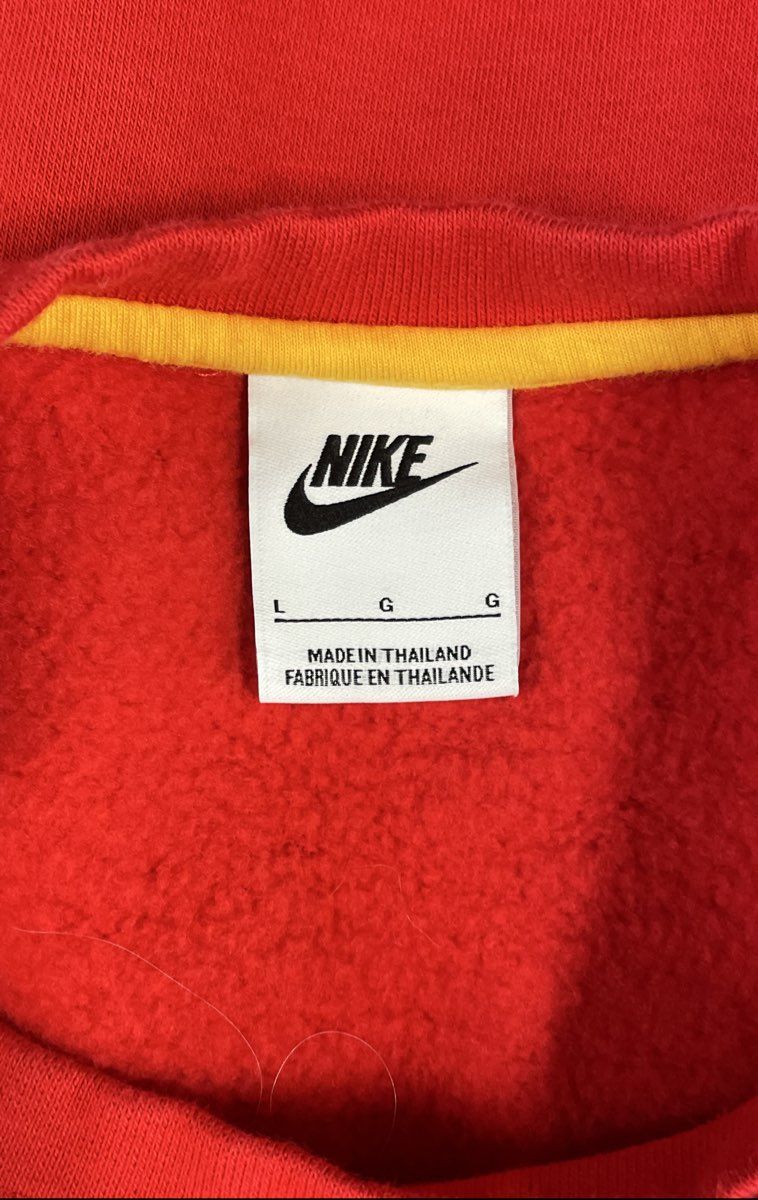 NIKE
L G G
MADE IN THAILAND
FABRIQUE EN THAILANDE